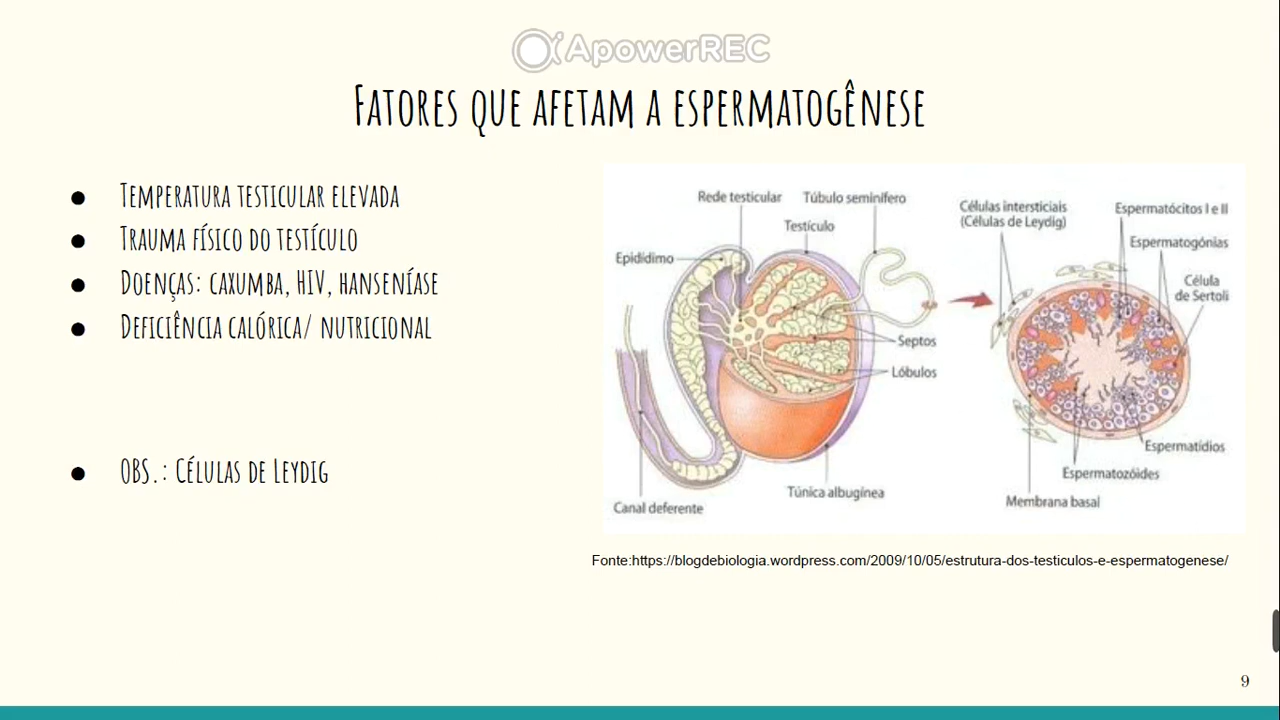 ApowerREC
FATORES QUE AFETAM A ESPERMATOGÊNESE
● TEMPERATURA TESTICULAR ELEVADA
● TRAUMA FÍSICO DO TESTÍCULO
● DOENÇAS: CAXUMBA, HIV, HANSENÍASE
● DEFICIÊNCIA CALÓRICA/ NUTRICIONAL
● OBS.: CÉLULAS DE LEYDIG
Rede testicular
Túbulo seminífero
Testículo
Epidídimo
Septos
Lóbulos
Túnica albugínea
Canal deferente
Células intersticiais
(Células de Leydig)
Espermatócitos I e II
Espermatogónias
Célula
de Sertoli
Espermatídios
Espermatozóides
Membrana basal
Fonte:https://blogdebiologia.wordpress.com/2009/10/05/estrutura-dos-testiculos-e-espermatogenese/
9